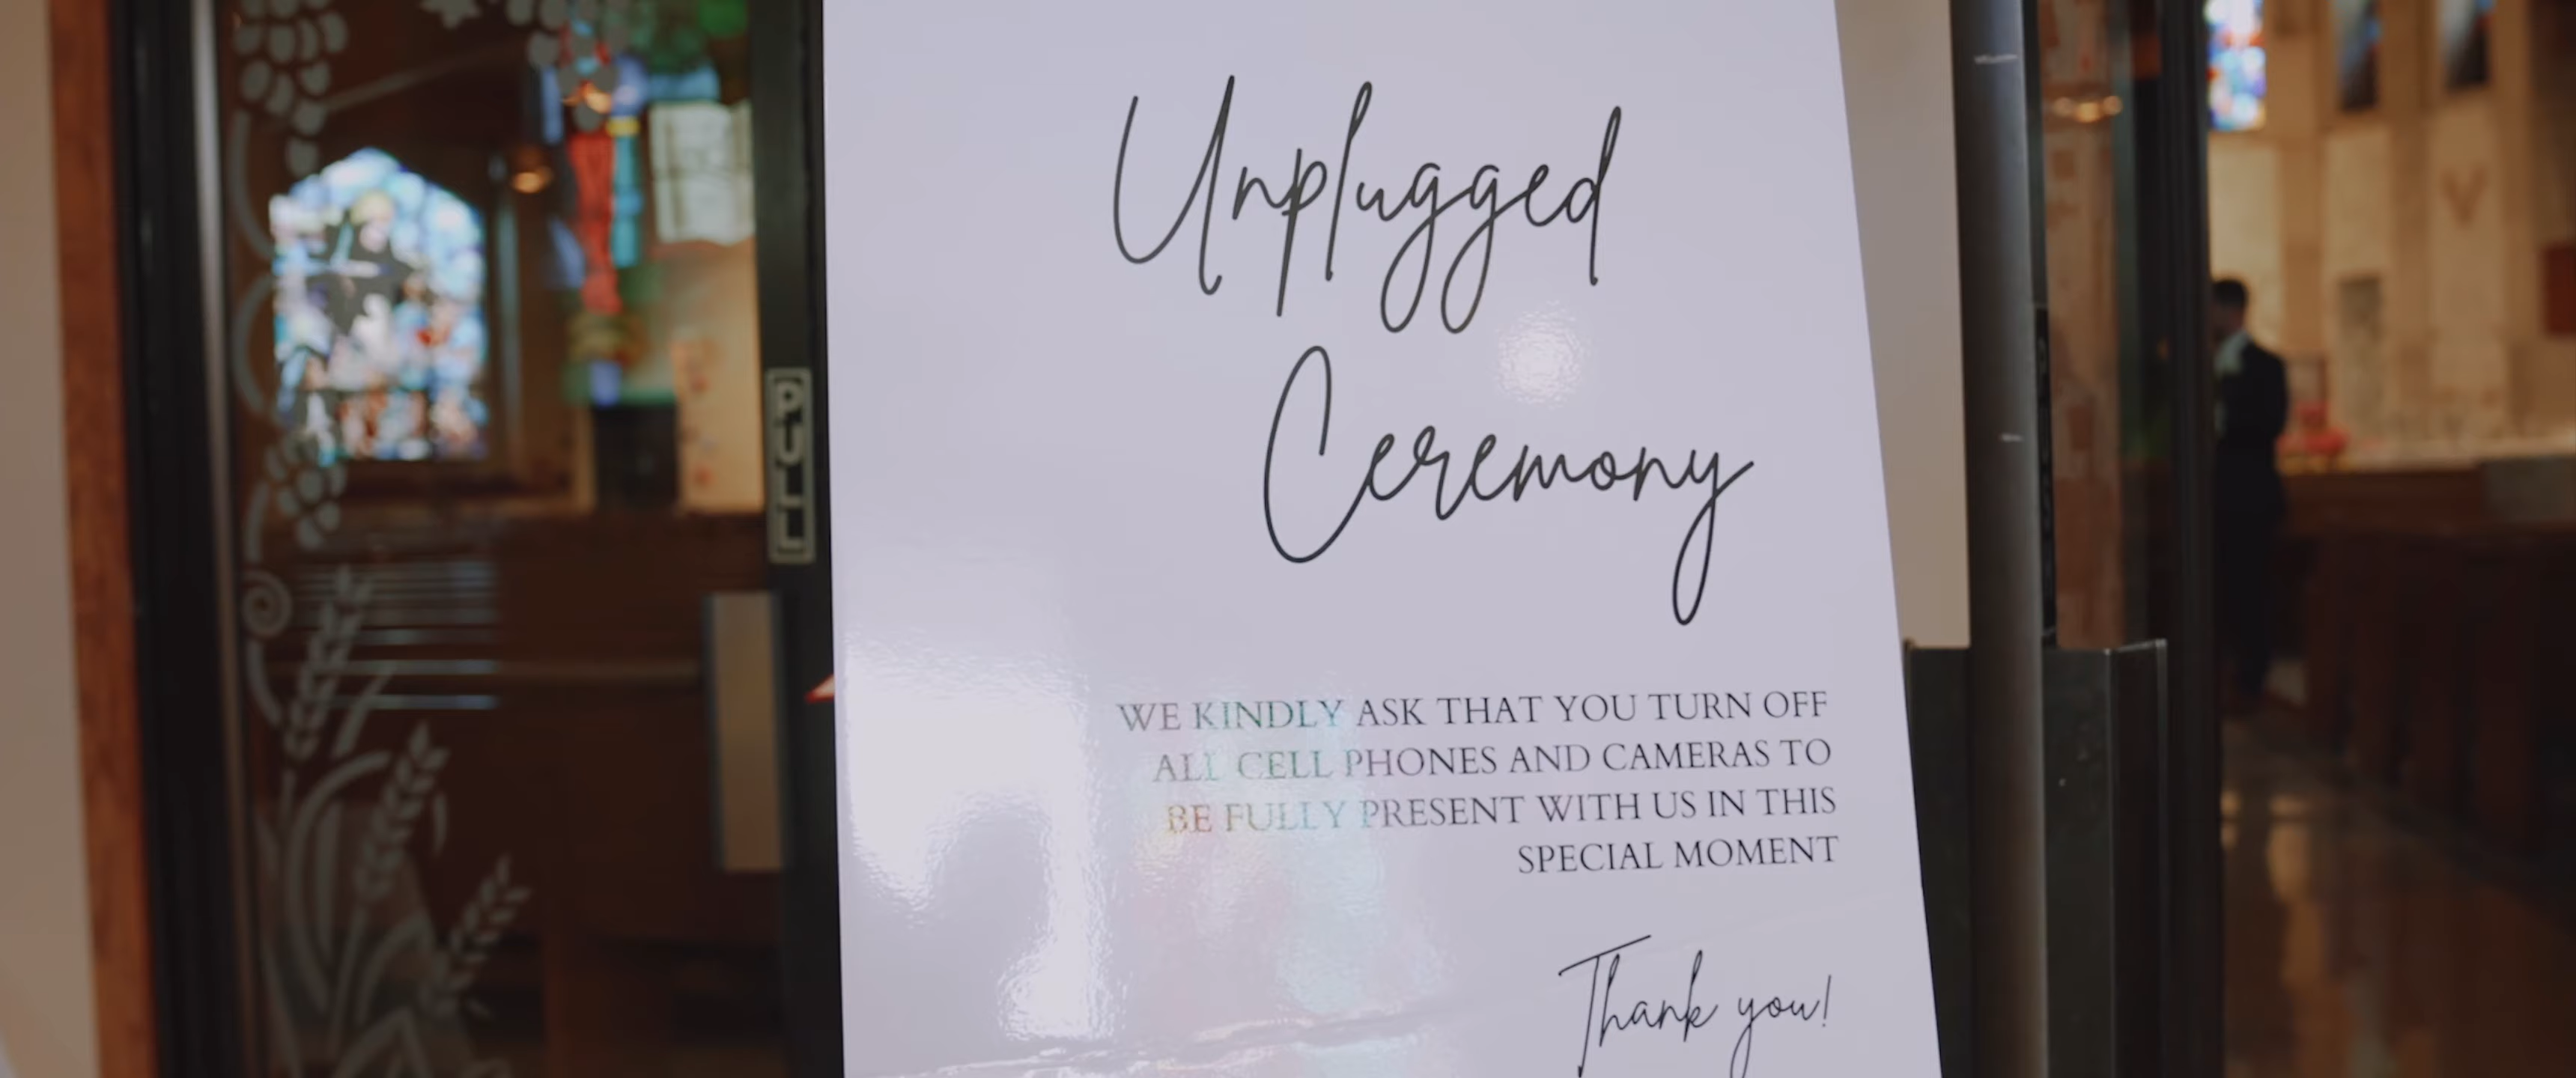 PULL
Unplugged
Ceremony
WE KINDLY ASK THAT YOU TURN OFF
ALL CELL PHONES AND CAMERAS TO
BE FULLY PRESENT WITH US IN THIS
SPECIAL MOMENT
Thank you!